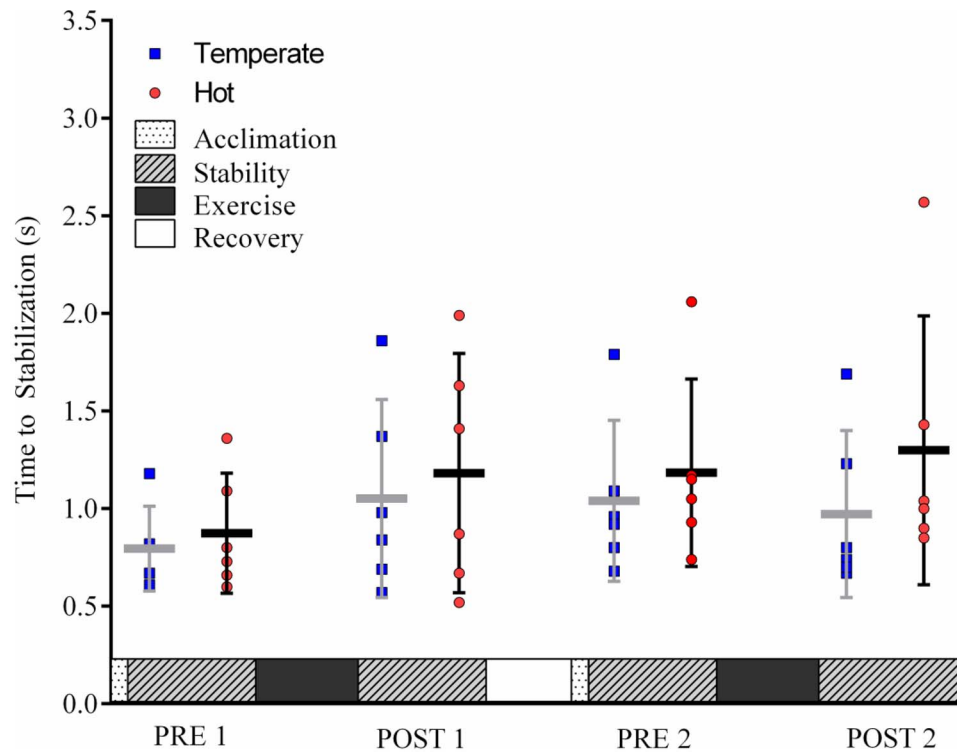 3.5
Temperate
Hot
3.0
Acclimation
Stability
Exercise
2.5
Recovery
2.0
1.5
1.0
0.5
0.0
Time to Stabilization (s)
PRE 1 POST 1 PRE 2 POST 2